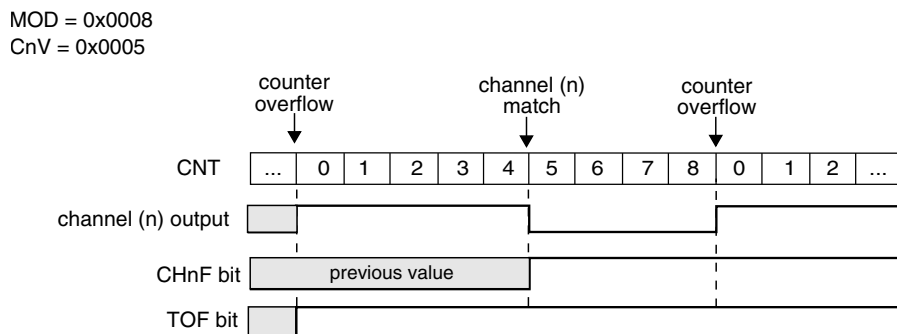 MOD = 0x0008
CnV = 0x0005
counter overflow
channel (n) match
counter overflow
CNT ... 0 1 2 3 4 5 6 7 8 0 1 2 ...
channel (n) output
CHnF bit previous value
TOF bit